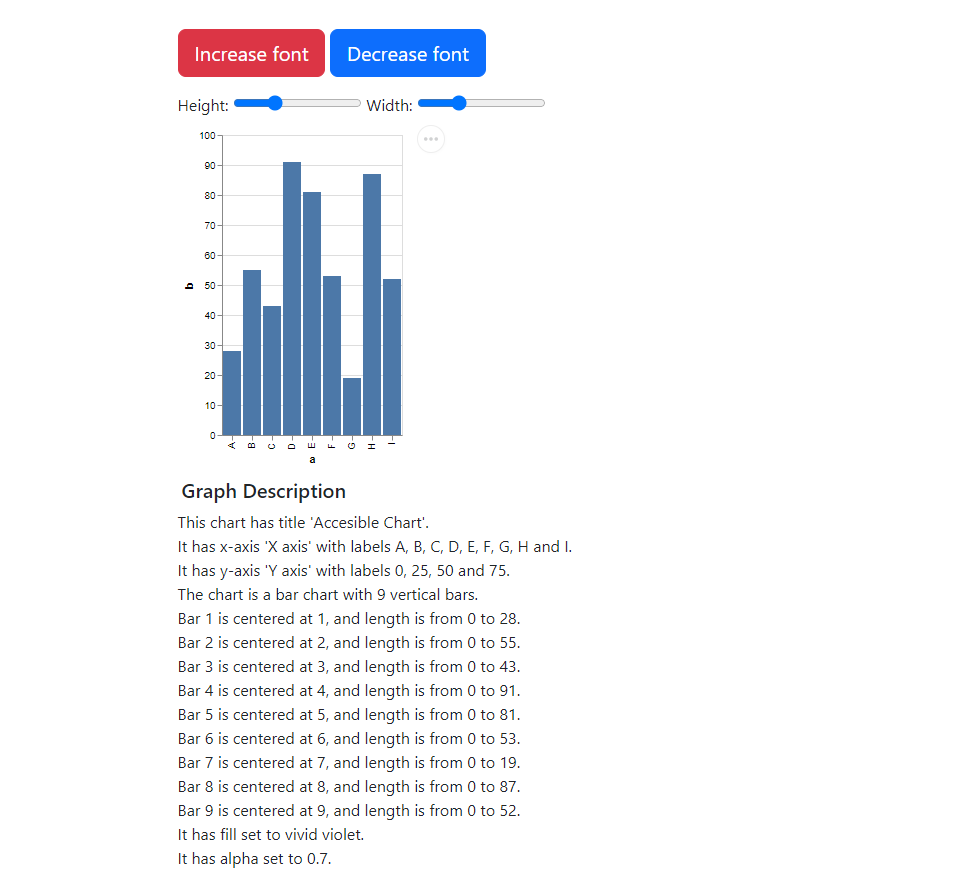 Increase font Decrease font
Height: Width:
100
90
80
70
60
50
40
30
20
10
0
b
A B C D E F G H I
a
Graph Description
This chart has title 'Accesible Chart'.
It has x-axis 'X axis' with labels A, B, C, D, E, F, G, H and I.
It has y-axis 'Y axis' with labels 0, 25, 50 and 75.
The chart is a bar chart with 9 vertical bars.
Bar 1 is centered at 1, and length is from 0 to 28.
Bar 2 is centered at 2, and length is from 0 to 55.
Bar 3 is centered at 3, and length is from 0 to 43.
Bar 4 is centered at 4, and length is from 0 to 91.
Bar 5 is centered at 5, and length is from 0 to 81.
Bar 6 is centered at 6, and length is from 0 to 53.
Bar 7 is centered at 7, and length is from 0 to 19.
Bar 8 is centered at 8, and length is from 0 to 87.
Bar 9 is centered at 9, and length is from 0 to 52.
It has fill set to vivid violet.
It has alpha set to 0.7.